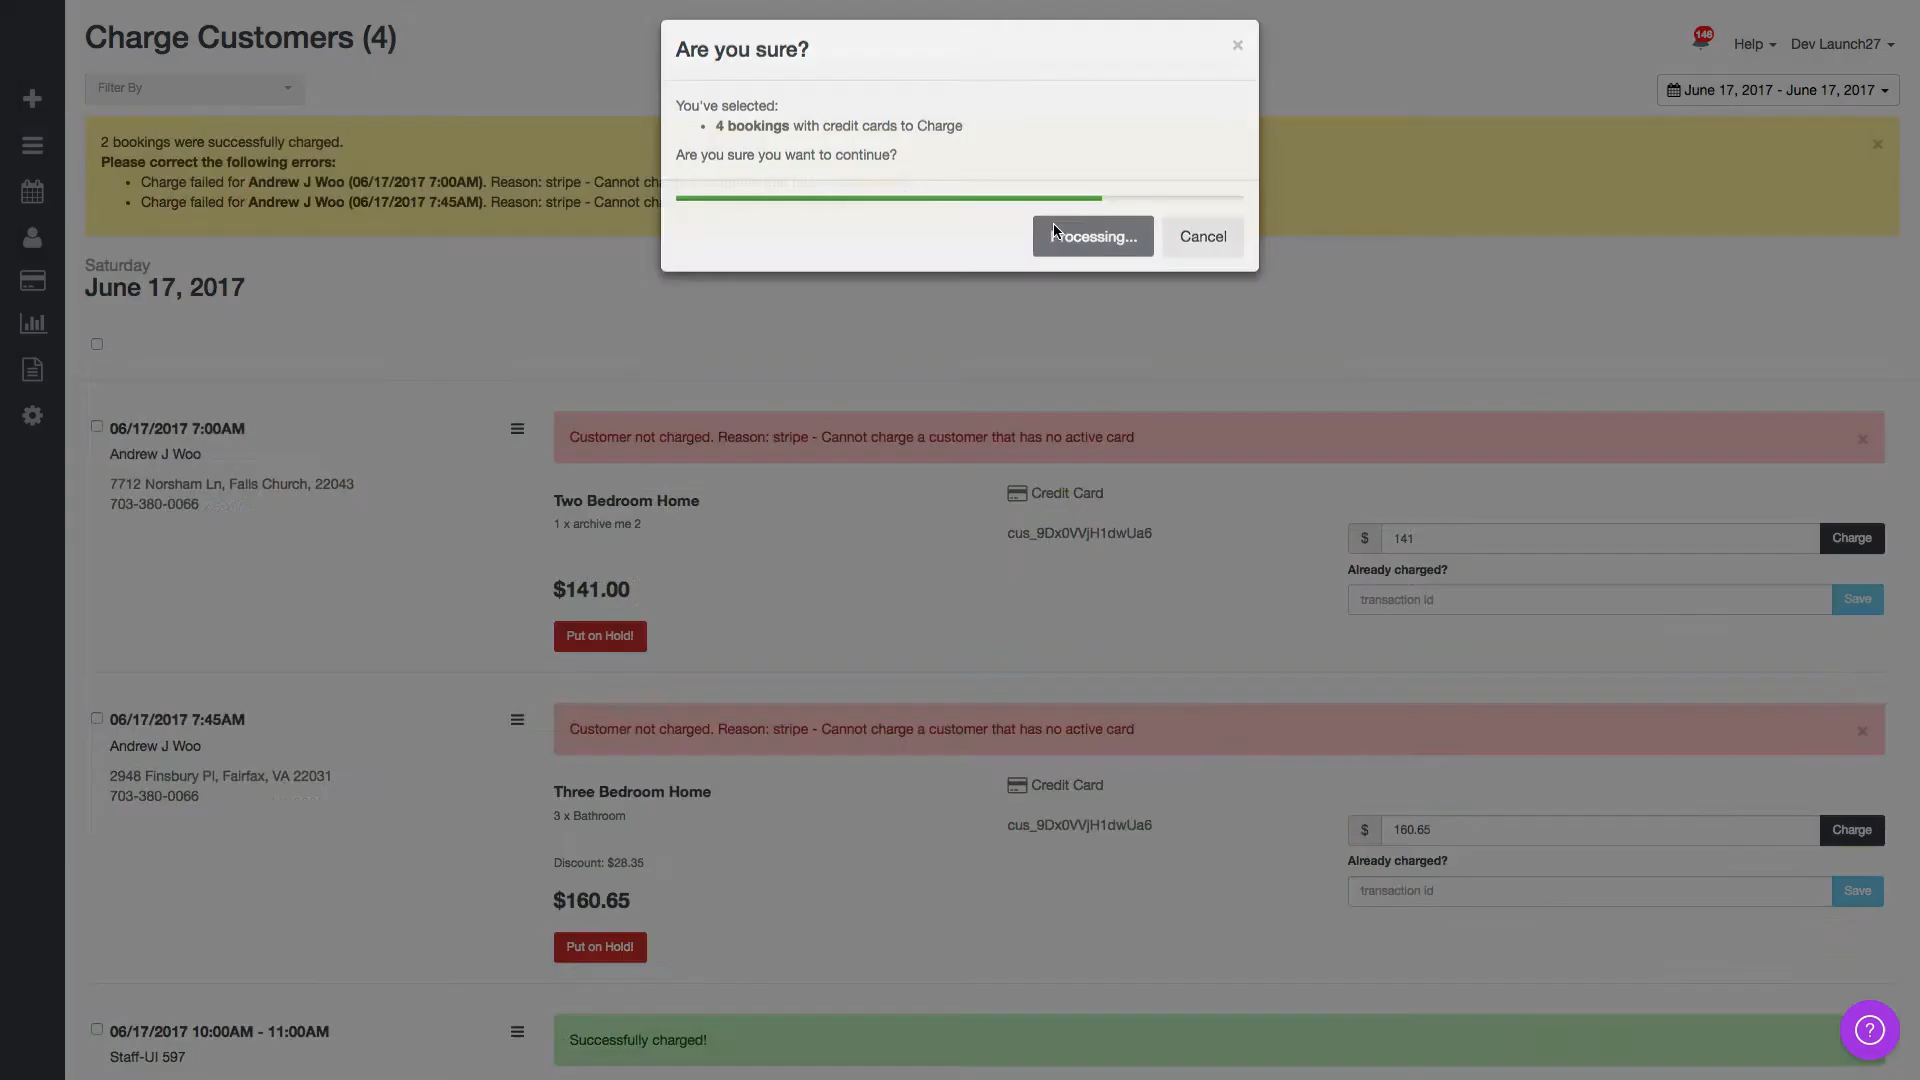 Charge Customers (4)
146
Help
Dev Launch27
Filter By
June 17, 2017 - June 17, 2017
Are you sure?
×
You've selected:
• 4 bookings with credit cards to Charge
Are you sure you want to continue?
Processing...
Cancel
2 bookings were successfully charged.
Please correct the following errors:
• Charge failed for Andrew J Woo (06/17/2017 7:00AM). Reason: stripe - Cannot
• Charge failed for Andrew J Woo (06/17/2017 7:45AM). Reason: stripe - Cannot
×
Saturday
June 17, 2017
06/17/2017 7:00AM
Andrew J Woo
7712 Norsham Ln, Falls Church, 22043
703-380-0066
Customer not charged. Reason: stripe - Cannot charge a customer that has no active card
×
Two Bedroom Home
1 x archive me 2
$141.00
Put on Hold!
Credit Card
cus_9Dx0VVjH1dwUa6
$ 141 Charge
Already charged?
transaction id Save
06/17/2017 7:45AM
Andrew J Woo
2948 Finsbury Pl, Fairfax, VA 22031
703-380-0066
Customer not charged. Reason: stripe - Cannot charge a customer that has no active card
×
Three Bedroom Home
3 x Bathroom
Discount: $28.35
$160.65
Put on Hold!
Credit Card
cus_9Dx0VVjH1dwUa6
$ 160.65 Charge
Already charged?
transaction id Save
06/17/2017 10:00AM - 11:00AM
Staff-UI 597
Successfully charged!
?